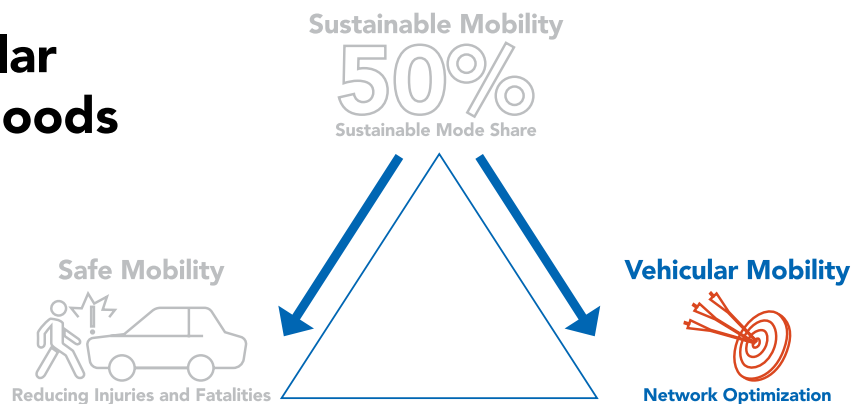 Sustainable Mobility
50%
Sustainable Mode Share
lar
oods
Safe Mobility
Reducing Injuries and Fatalities
Vehicular Mobility
Network Optimization